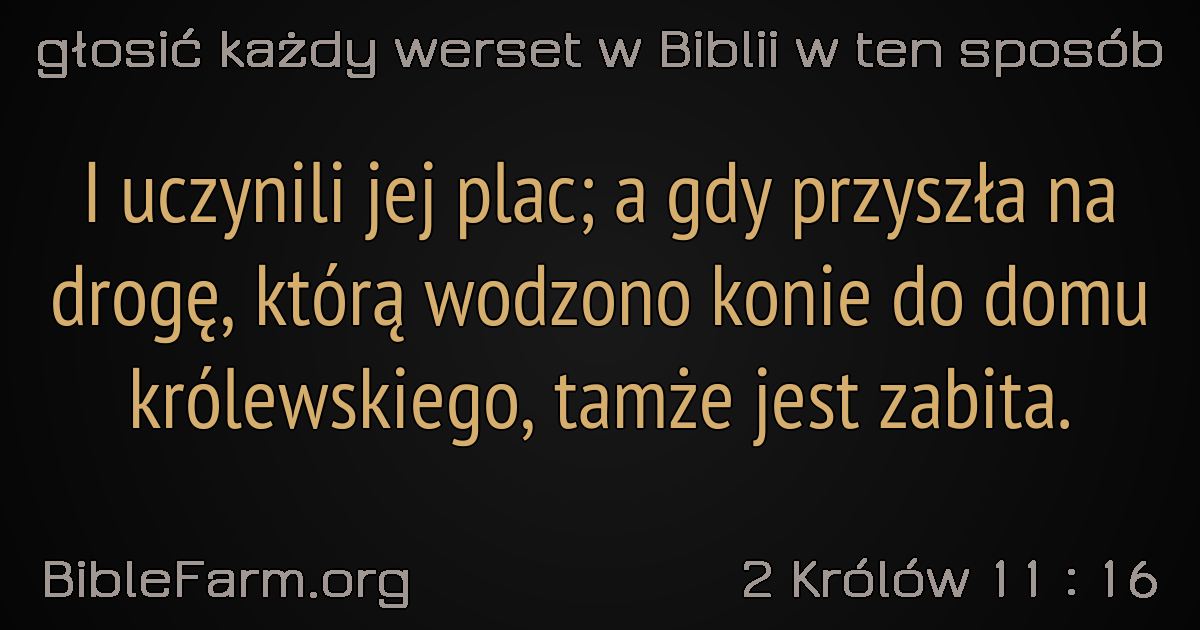 głosić każdy werset w Biblii w ten sposób
I uczynili jej plac; a gdy przyszła na
drogę, którą wodzono konie do domu
królewskiego, tamże jest zabita.
BibleFarm.org
2 Królów 11 : 16